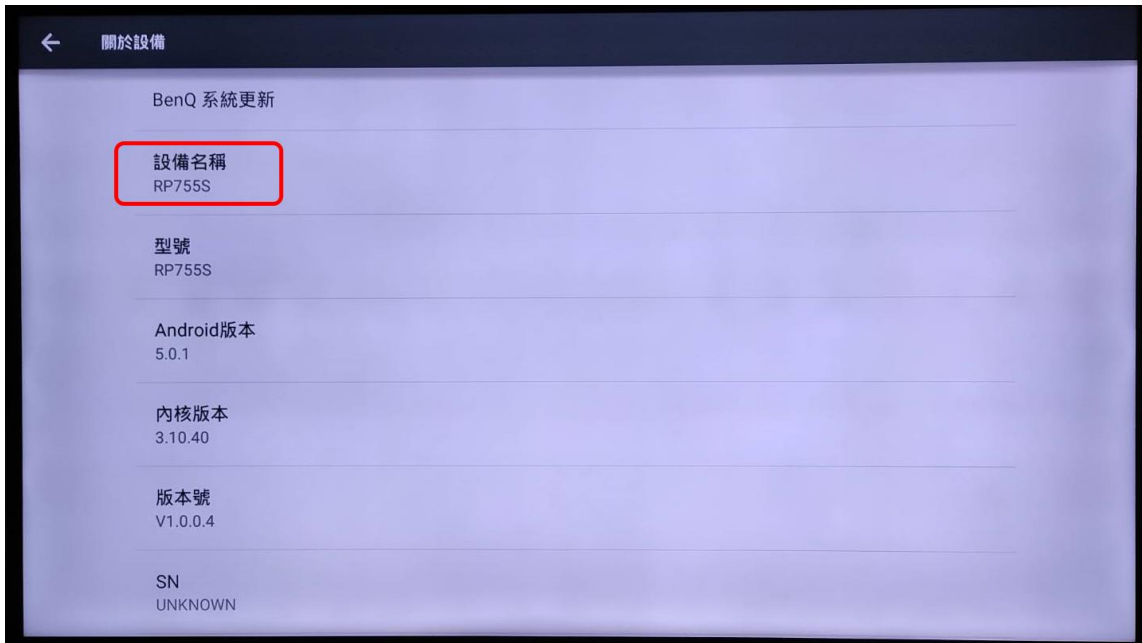 關於設備
BenQ 系統更新
設備名稱
RP755S
型號
RP755S
Android版本
5.0.1
內核版本
3.10.40
版本號
V1.0.0.4
SN
UNKNOWN